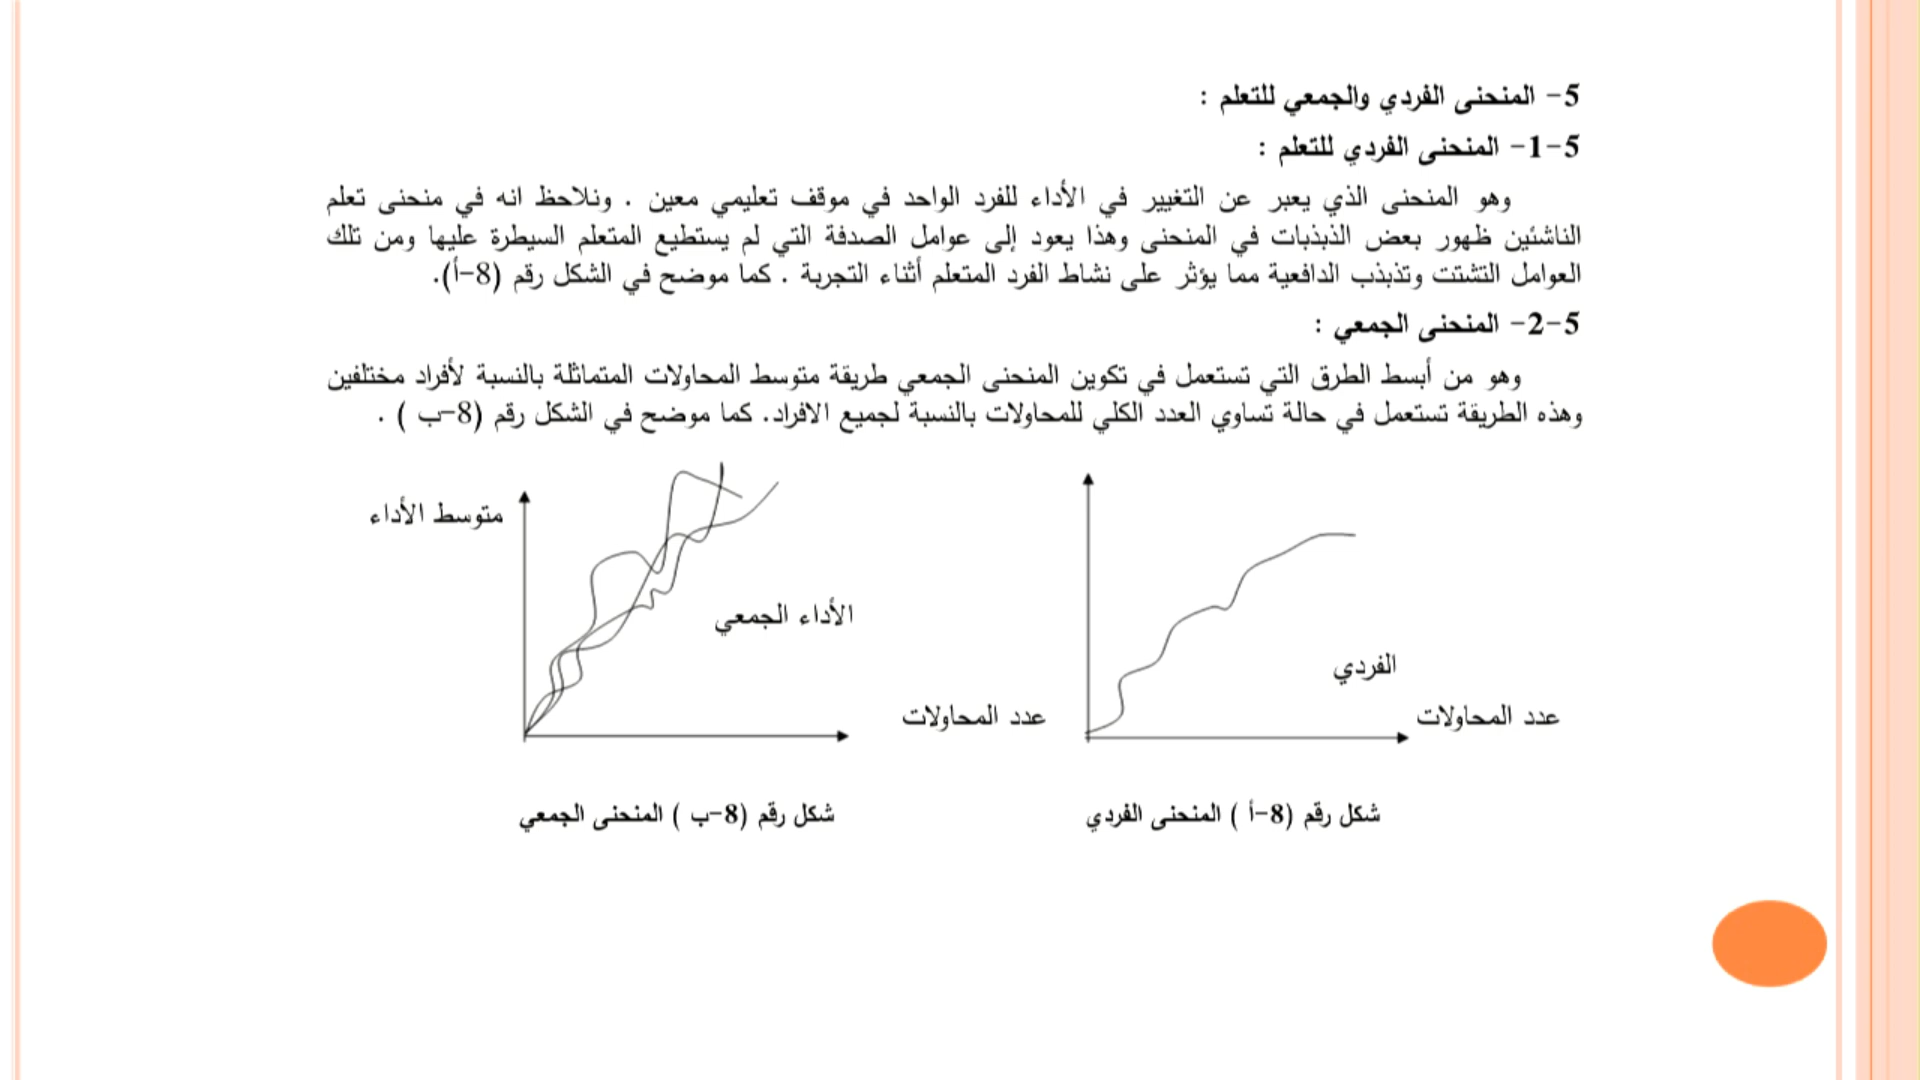 5- المنحنى الفردي والجمعي للتعلم :
5-1- المنحنى الفردي للتعلم :
وهو المنحنى الذي يعبر عن التغيير في الأداء للفرد الواحد في موقف تعليمي معين . ونلاحظ انه في منحنى تعلم
الناشئين ظهور بعض الذبذبات في المنحنى وهذا يعود إلى عوامل الصدفة التي لم يستطيع المتعلم السيطرة عليها ومن تلك
العوامل التشتت وتذبذب الدافعية مما يؤثر على نشاط الفرد المتعلم أثناء التجربة . كما موضح في الشكل رقم (8-أ).
5-2- المنحنى الجمعي :
وهو من أبسط الطرق التي تستعمل في تكوين المنحنى الجمعي طريقة متوسط المحاولات المتماثلة بالنسبة لأفراد مختلفين
وهذه الطريقة تستعمل في حالة تساوي العدد الكلي للمحاولات بالنسبة لجميع الافراد. كما موضح في الشكل رقم (8-ب ) .
الفردي
عدد المحاولات
شكل رقم (8-أ ) المنحنى الفردي
متوسط الأداء
الأداء الجمعي
عدد المحاولات
شكل رقم (8-ب ) المنحنى الجمعي